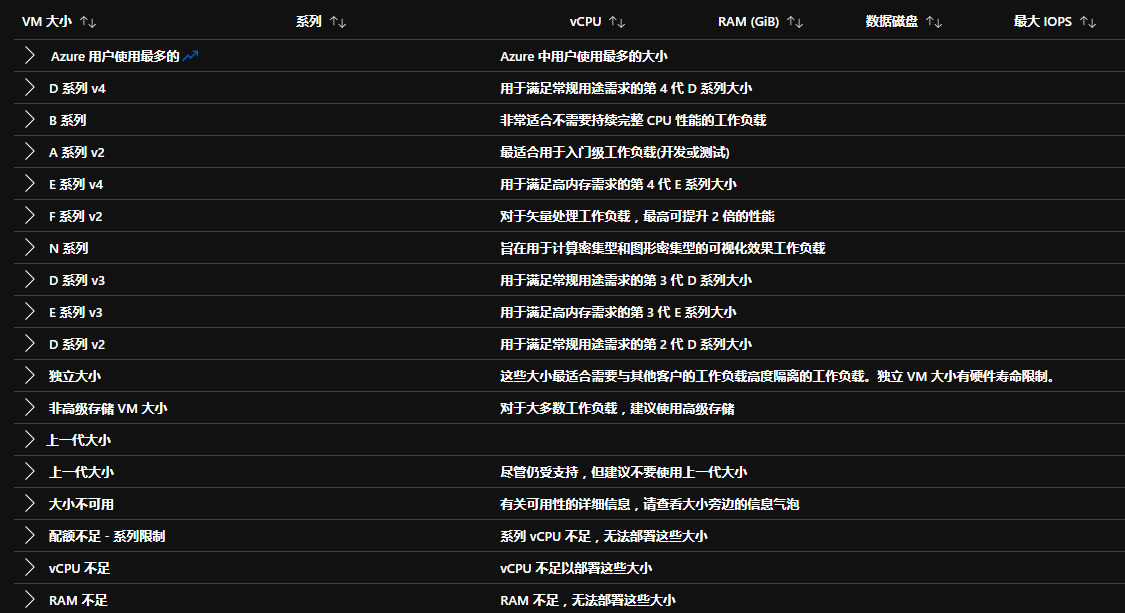 VM 大小 ↑↓ 系列 ↑↓ vCPU ↑↓ RAM (GiB) ↑↓ 数据磁盘 ↑↓ 最大 IOPS ↑↓
Azure 用户使用最多的 Azure 中用户使用最多的大小
D 系列 v4 用于满足常规用途需求的第 4 代 D 系列大小
B 系列 非常适合不需要持续完整 CPU 性能的工作负载
A 系列 v2 最适合用于入门级工作负载(开发或测试)
E 系列 v4 用于满足高内存需求的第 4 代 E 系列大小
F 系列 v2 对于矢量处理工作负载，最高可提升 2 倍的性能
N 系列 旨在用于计算密集型和图形密集型的可视化效果工作负载
D 系列 v3 用于满足常规用途需求的第 3 代 D 系列大小
E 系列 v3 用于满足高内存需求的第 3 代 E 系列大小
D 系列 v2 用于满足常规用途需求的第 2 代 D 系列大小
独立大小 这些大小最适合需要与其他客户的工作负载高度隔离的工作负载。独立 VM 大小有硬件寿命限制。
非高级存储 VM 大小 对于大多数工作负载，建议使用高级存储
上一代大小
上一代大小 尽管仍受支持，但建议不要使用上一代大小
大小不可用 有关可用性的详细信息，请查看大小旁边的信息气泡
配额不足 - 系列限制 系列 vCPU 不足，无法部署这些大小
vCPU 不足 vCPU 不足以部署这些大小
RAM 不足 RAM 不足，无法部署这些大小